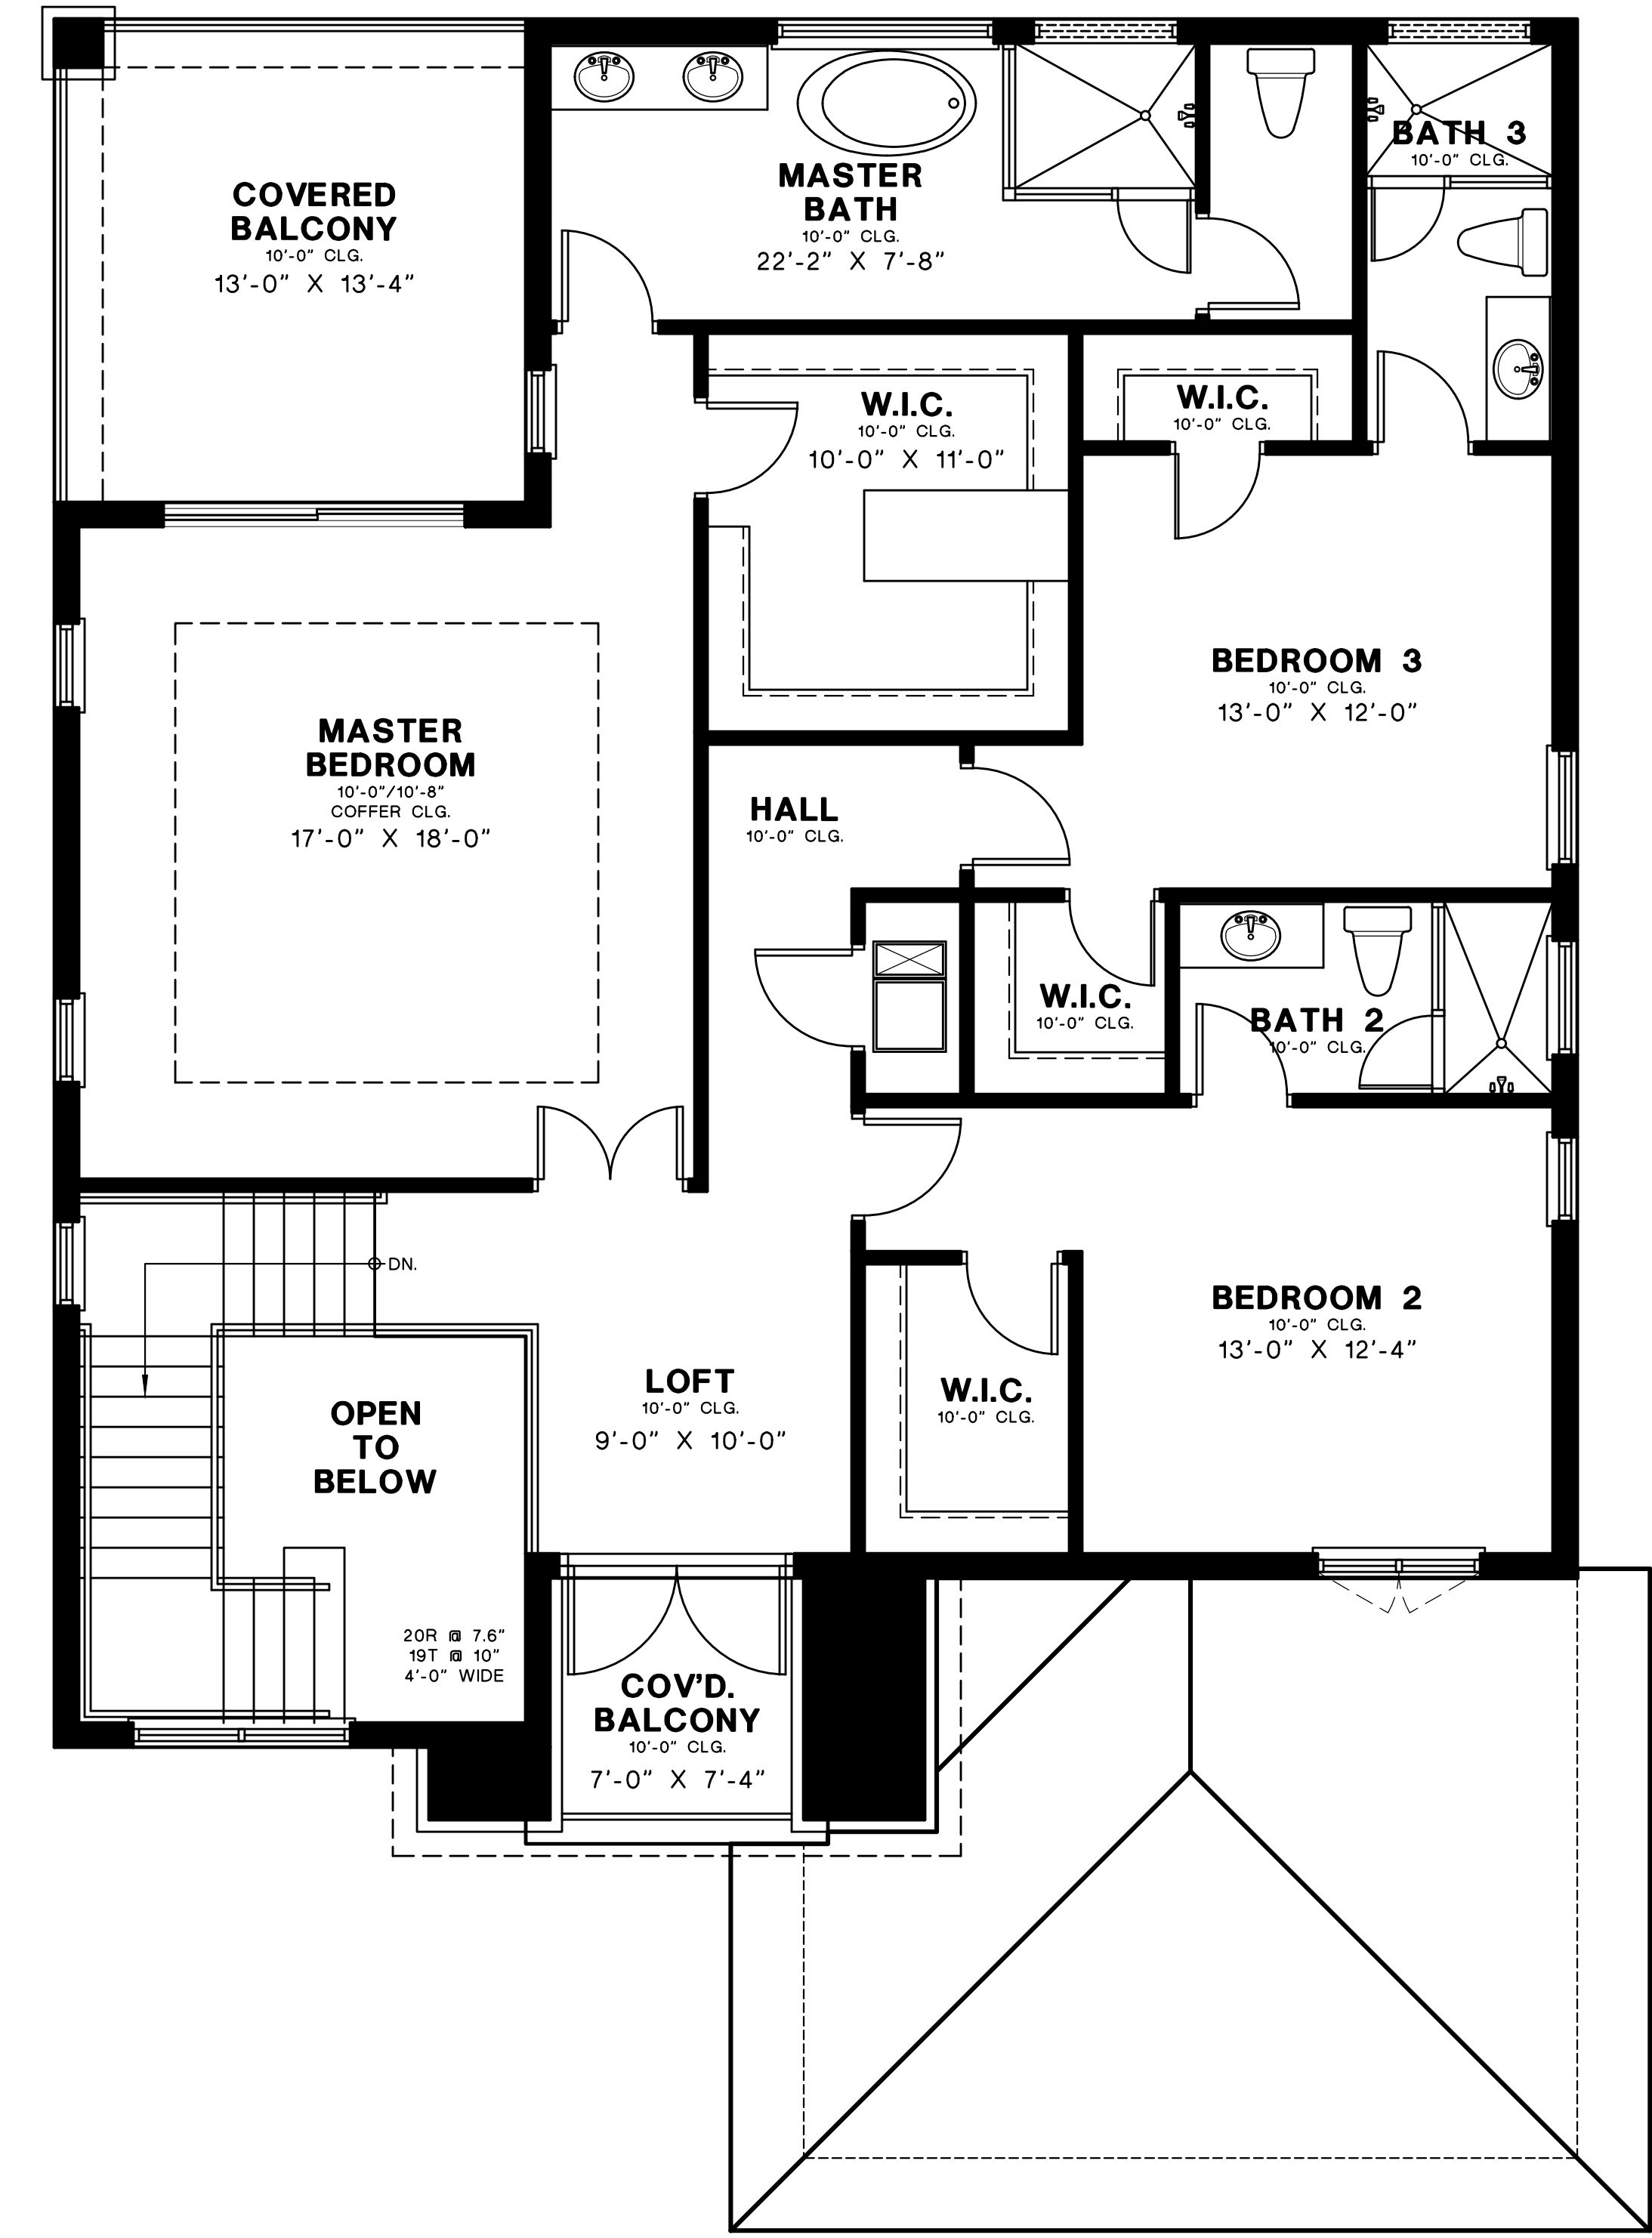 COVERED
BALCONY
10'-0" CLG.
13'-0" X 13'-4"
MASTER
BATH
10'-0" CLG.
22'-2" X 7'-8"
BATH 3
10'-0" CLG.
W.I.C.
10'-0" CLG.
10'-0" X 11'-0"
W.I.C.
10'-0" CLG.
BEDROOM 3
10'-0" CLG.
13'-0" X 12'-0"
MASTER
BEDROOM
10'-0"/10'-8"
COFFER CLG.
17'-0" X 18'-0"
HALL
10'-0" CLG.
W.I.C.
10'-0" CLG.
BATH 2
10'-0" CLG.
DN.
BEDROOM 2
10'-0" CLG.
13'-0" X 12'-4"
LOFT
10'-0" CLG.
9'-0" X 10'-0"
W.I.C.
10'-0" CLG.
OPEN
TO
BELOW
20R @ 7.6"
19T @ 10"
4'-0" WIDE
COV'D.
BALCONY
10'-0" CLG.
7'-0" X 7'-4"